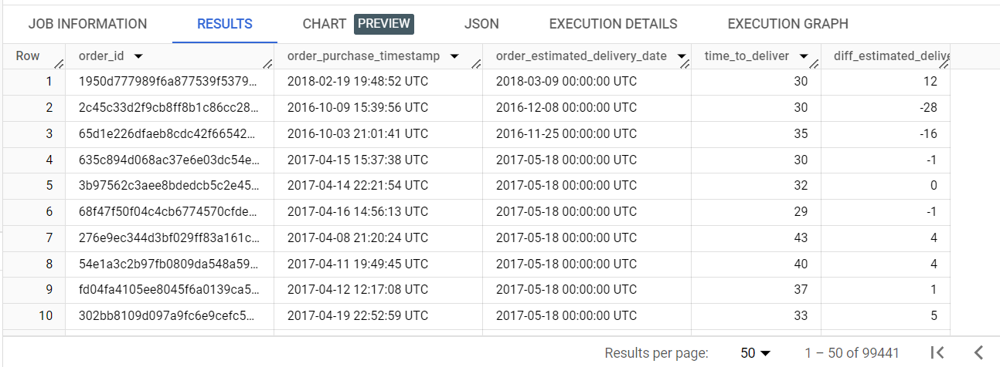 JOB INFORMATION RESULTS CHART PREVIEW JSON EXECUTION DETAILS EXECUTION GRAPH
Row order_id order_purchase_timestamp order_estimated_delivery_date time_to_deliver diff_estimated_delive
1 1950d777989f6a877539f5379... 2018-02-19 19:48:52 UTC 2018-03-09 00:00:00 UTC 30 12
2 2c45c33d2f9cb8ff8b1c86cc28... 2016-10-09 15:39:56 UTC 2016-12-08 00:00:00 UTC 30 -28
3 65d1e226dfaeb8cdc42f66542... 2016-10-03 21:01:41 UTC 2016-11-25 00:00:00 UTC 35 -16
4 635c894d068ac37e6e03dc54e... 2017-04-15 15:37:38 UTC 2017-05-18 00:00:00 UTC 30 -1
5 3b97562c3aee8bdedcb5c2e45... 2017-04-14 22:21:54 UTC 2017-05-18 00:00:00 UTC 32 0
6 68f47f50f04c4cb6774570cfde... 2017-04-16 14:56:13 UTC 2017-05-18 00:00:00 UTC 29 -1
7 276e9ec344d3bf029ff83a161c... 2017-04-08 21:20:24 UTC 2017-05-18 00:00:00 UTC 43 4
8 54e1a3c2b97fb0809da548a59... 2017-04-11 19:49:45 UTC 2017-05-18 00:00:00 UTC 40 4
9 fd04fa4105ee8045f6a0139ca5... 2017-04-12 12:17:08 UTC 2017-05-18 00:00:00 UTC 37 1
10 302bb8109d097a9fc6e9cefc5... 2017-04-19 22:52:59 UTC 2017-05-18 00:00:00 UTC 33 5
Results per page: 50 1 – 50 of 99441